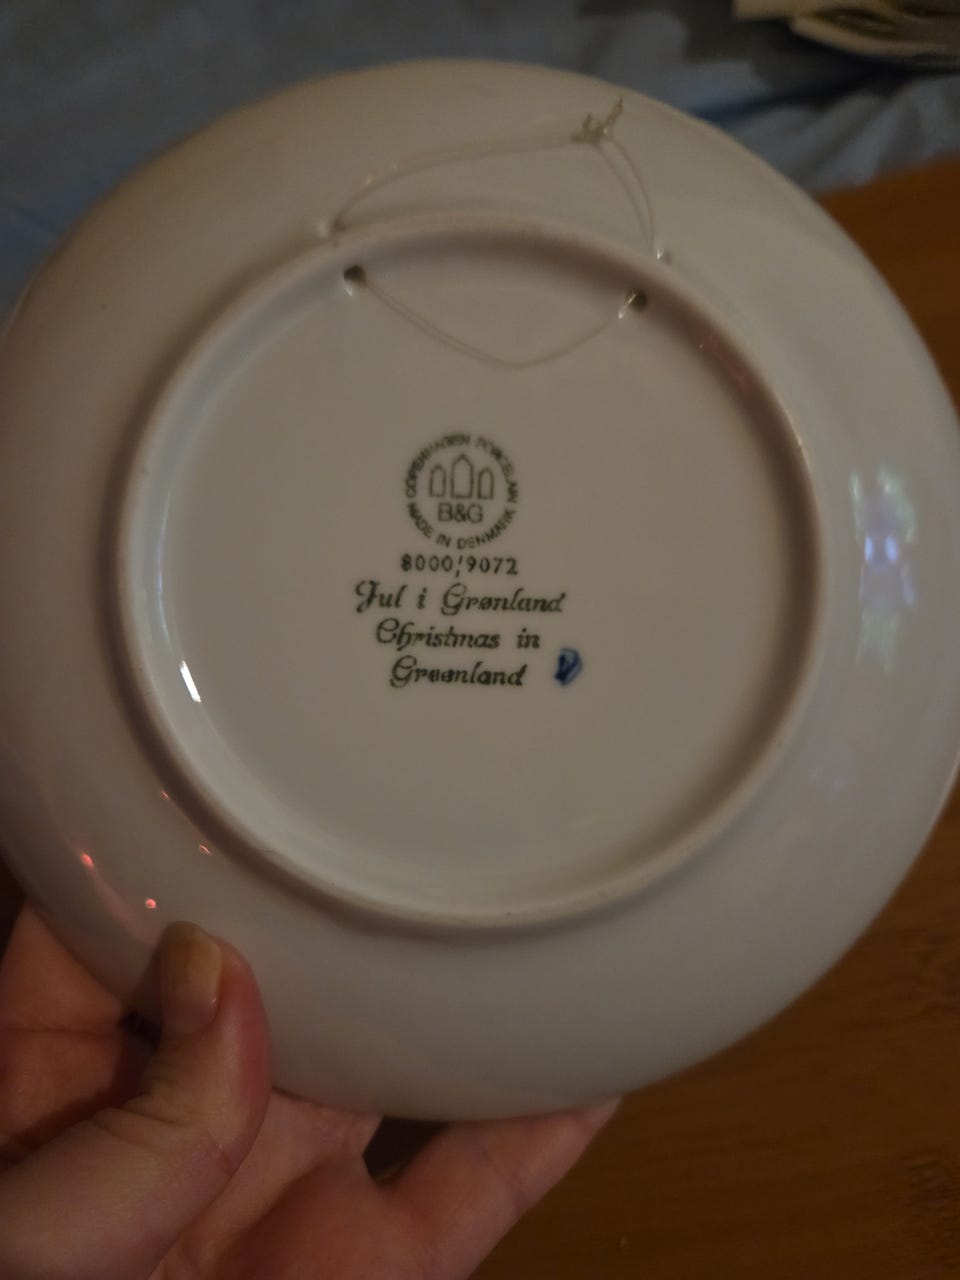 COPENHAGEN PORCELAIN
B&G
MADE IN DENMARK
8000/9072
Jul i Grønland
Christmas in
Greenland